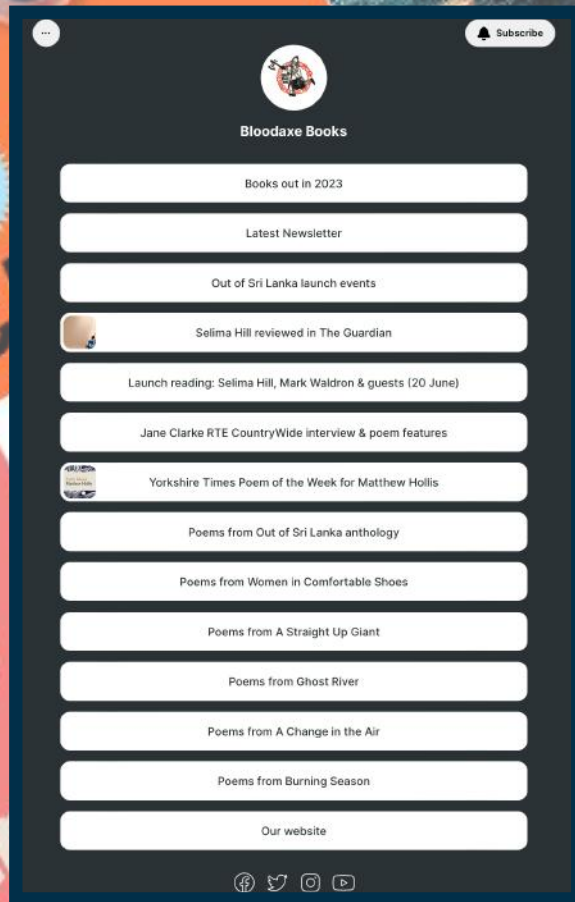 Subscribe
Bloodaxe Books
Books out in 2023
Latest Newsletter
Out of Sri Lanka launch events
Selima Hill reviewed in The Guardian
Launch reading: Selima Hill, Mark Waldron & guests (20 June)
Jane Clarke RTE CountryWide interview & poem features
Yorkshire Times Poem of the Week for Matthew Hollis
Poems from Out of Sri Lanka anthology
Poems from Women in Comfortable Shoes
Poems from A Straight Up Giant
Poems from Ghost River
Poems from A Change in the Air
Poems from Burning Season
Our website